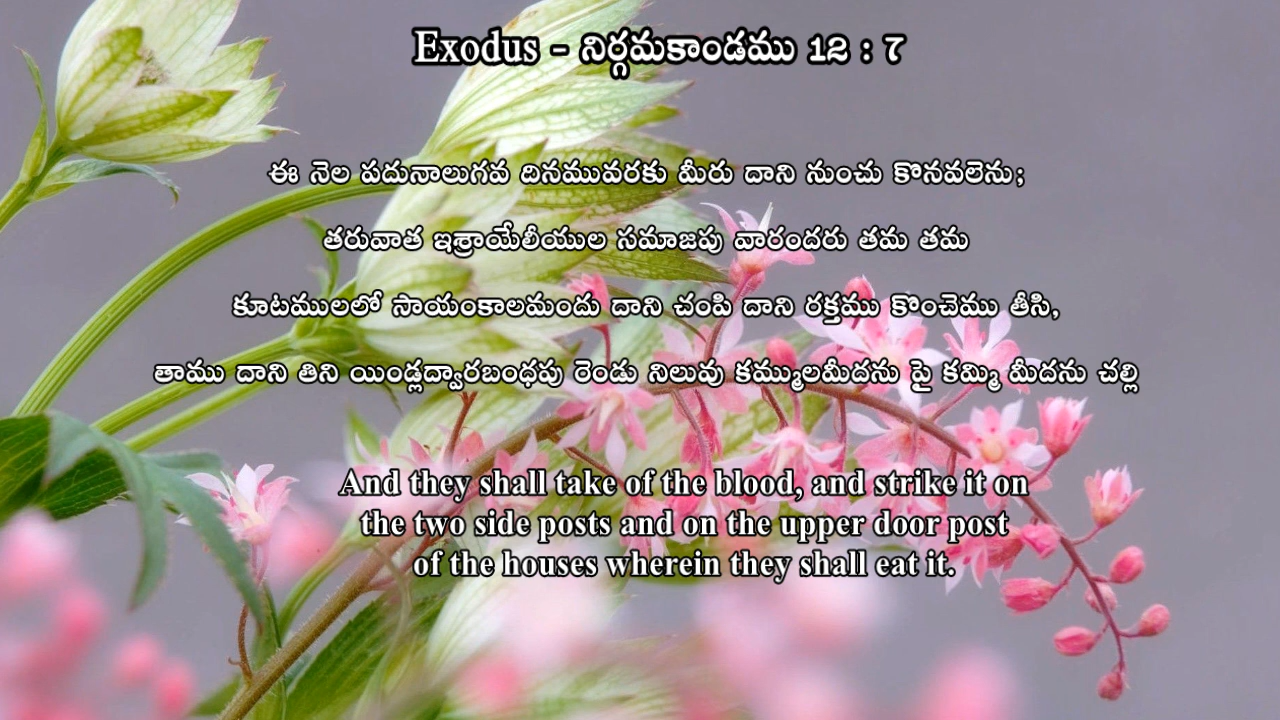 Exodus - నిర్గమకాండము 12 : 7
ఈ నెల పదునాలుగవ దినమువరకు మీరు దాని నుంచు కొనవలెను;
తరువాత ఇశ్రాయేలీయుల సమాజపు వారందరు తమ తమ
కూటములలో సాయంకాలమందు దాని చంపి దాని రక్తము కొంచెము తీసి,
తాము దాని తిని యిండ్లద్వారబంధపు రెండు నిలువు కమ్ములమీదను పై కమ్మి మీదను చల్లి
And they shall take of the blood, and strike it on
the two side posts and on the upper door post
of the houses wherein they shall eat it.